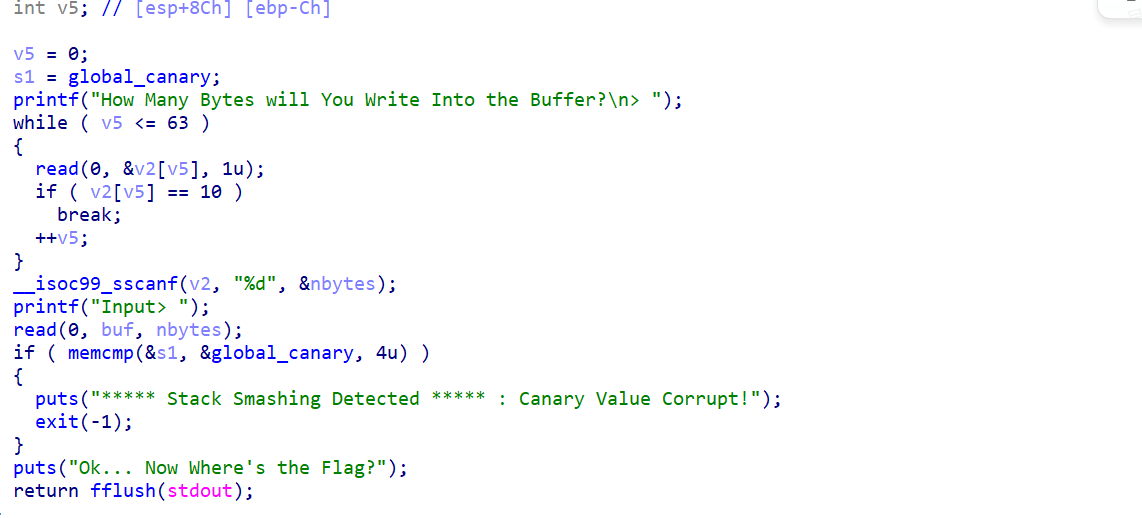 int v5; // [esp+8Ch] [ebp-Ch]
v5 = 0;
s1 = global_canary;
printf("How Many Bytes will You Write Into the Buffer?\n> ");
while ( v5 <= 63 )
{
read(0, &v2[v5], 1u);
if ( v2[v5] == 10 )
break;
++v5;
}
__isoc99_sscanf(v2, "%d", &nbytes);
printf("Input> ");
read(0, buf, nbytes);
if ( memcmp(&s1, &global_canary, 4u) )
{
puts("***** Stack Smashing Detected ***** : Canary Value Corrupt!");
exit(-1);
}
puts("Ok... Now Where's the Flag?");
return fflush(stdout);